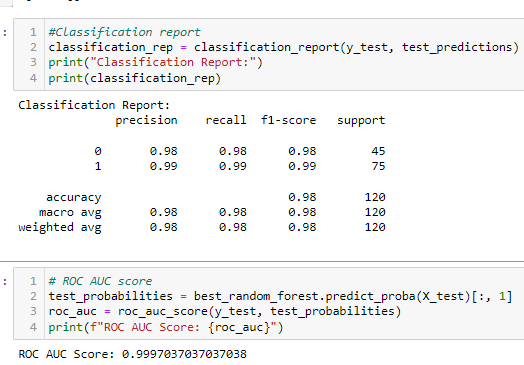 1 #Classification report
2 classification_rep = classification_report(y_test, test_predictions)
3 print("Classification Report:")
4 print(classification_rep)
Classification Report:
precision recall f1-score support
0 0.98 0.98 0.98 45
1 0.99 0.99 0.99 75
accuracy 0.98 120
macro avg 0.98 0.98 0.98 120
weighted avg 0.98 0.98 0.98 120
1 # ROC AUC score
2 test_probabilities = best_random_forest.predict_proba(X_test)[:, 1]
3 roc_auc = roc_auc_score(y_test, test_probabilities)
4 print(f"ROC AUC Score: {roc_auc}")
ROC AUC Score: 0.9997037037037038